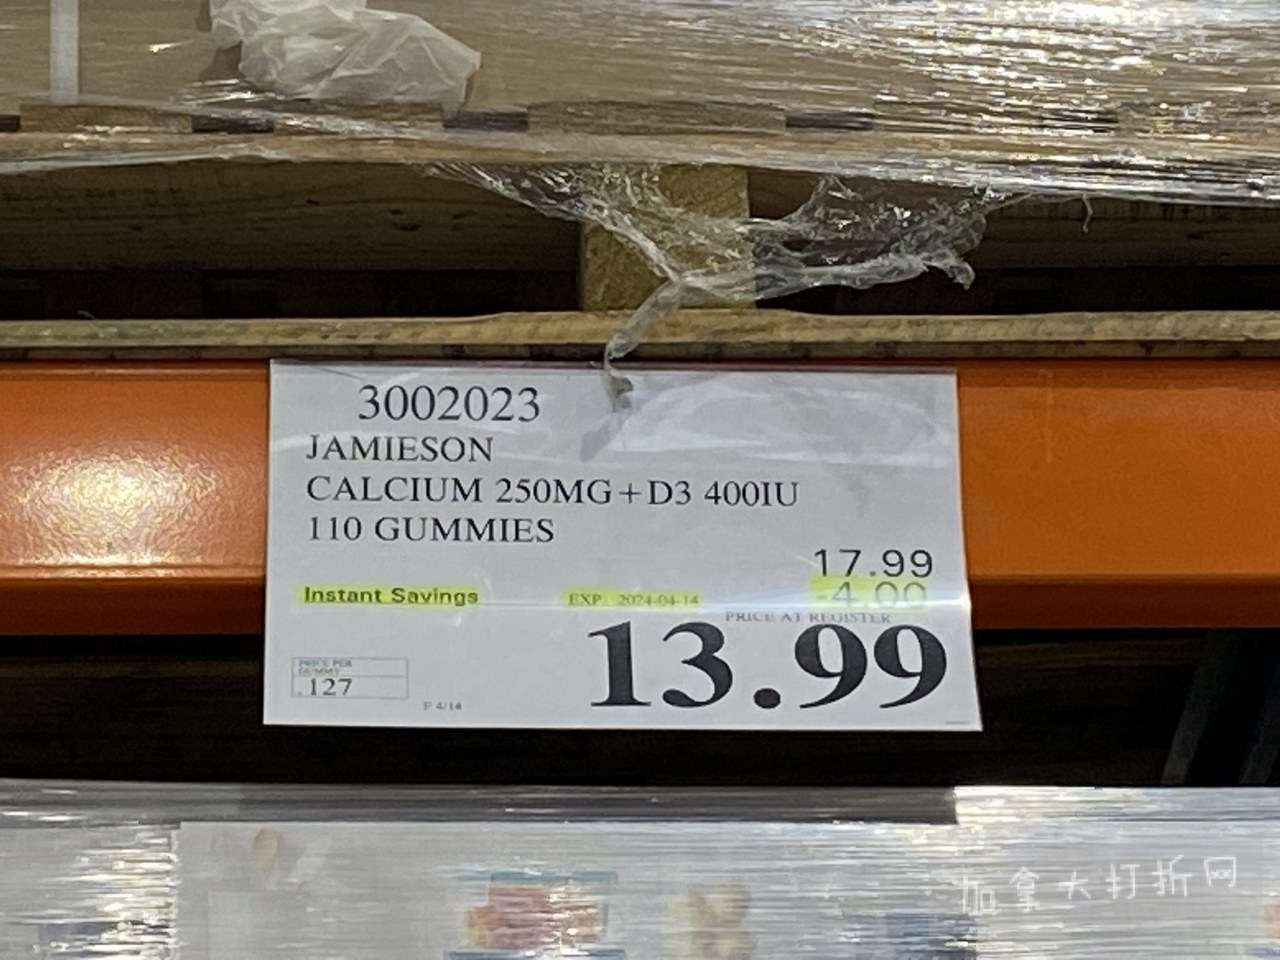 3002023
JAMIESON
CALCIUM 250MG+D3 400IU
110 GUMMIES
17.99
Instant Savings EXP. 2024-04-14 -4.00
PRICE AT REGISTER
13.99
PRICE PER
GUMMY
.127
P 4/14
加拿大打折网